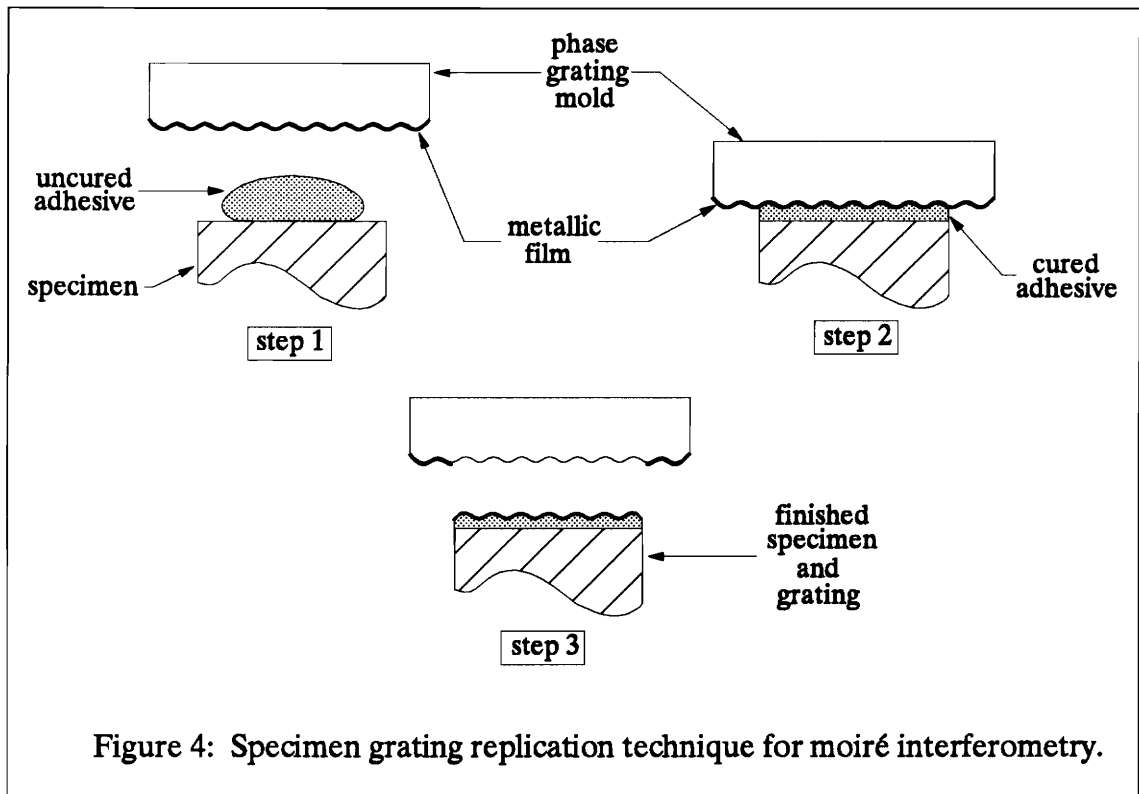 phase
grating
mold
uncured
adhesive
metallic
film
specimen
cured
adhesive
step 1
step 2
finished
specimen
and
grating
step 3
Figure 4: Specimen grating replication technique for moiré interferometry.